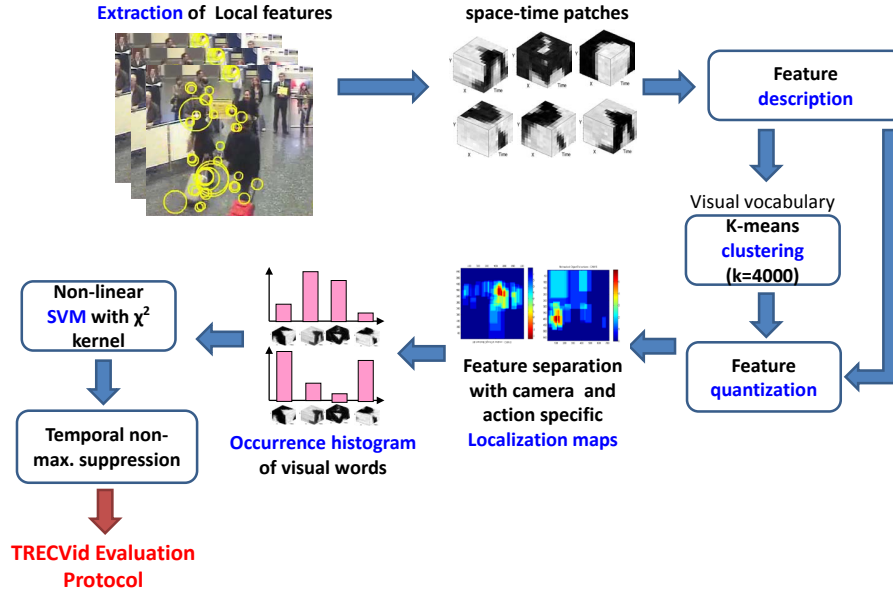 Extraction of Local features
space-time patches
Feature
description
Visual vocabulary
K-means
clustering
(k=4000)
Feature
quantization
Feature separation
with camera and
action specific
Localization maps
Occurrence histogram
of visual words
Non-linear
SVM with χ² 
kernel
Temporal non-
max. suppression
TRECVid Evaluation
Protocol